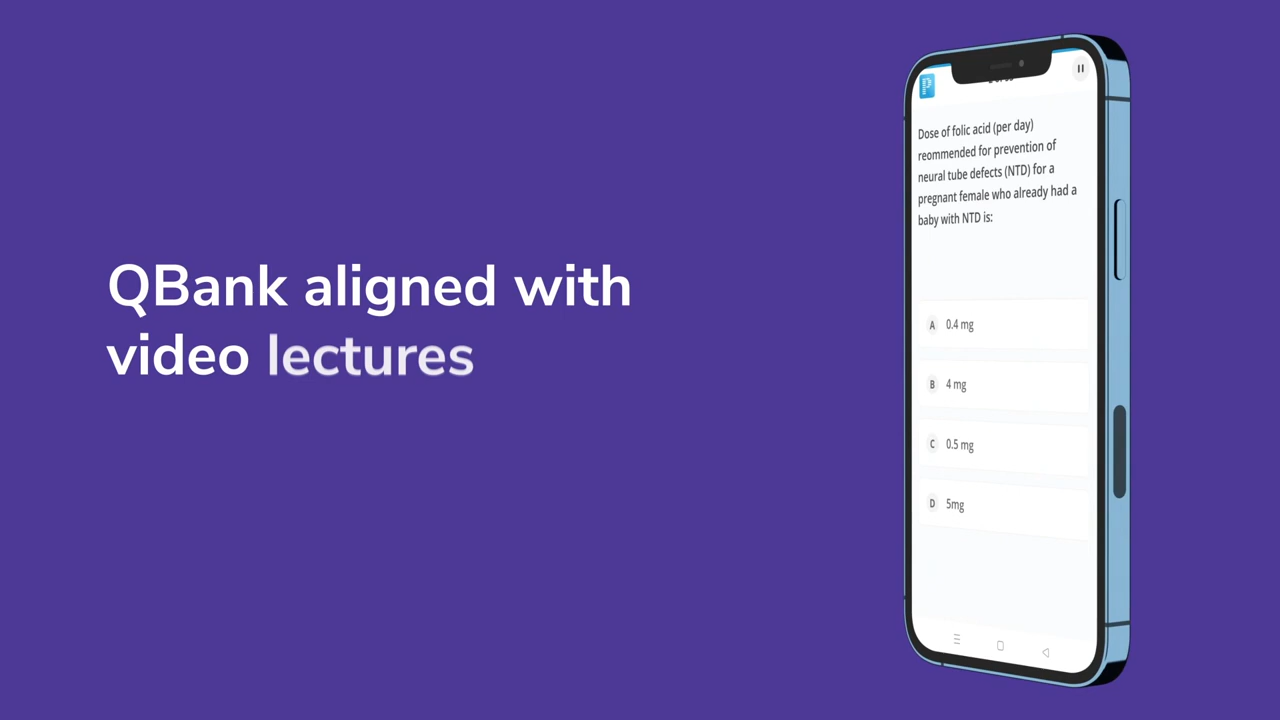 QBank aligned with
video lectures
Dose of folic acid (per day)
reommended for prevention of
neural tube defects (NTD) for a
pregnant female who already had a
baby with NTD is:
A 0.4 mg
B 4 mg
C 0.5 mg
D 5mg